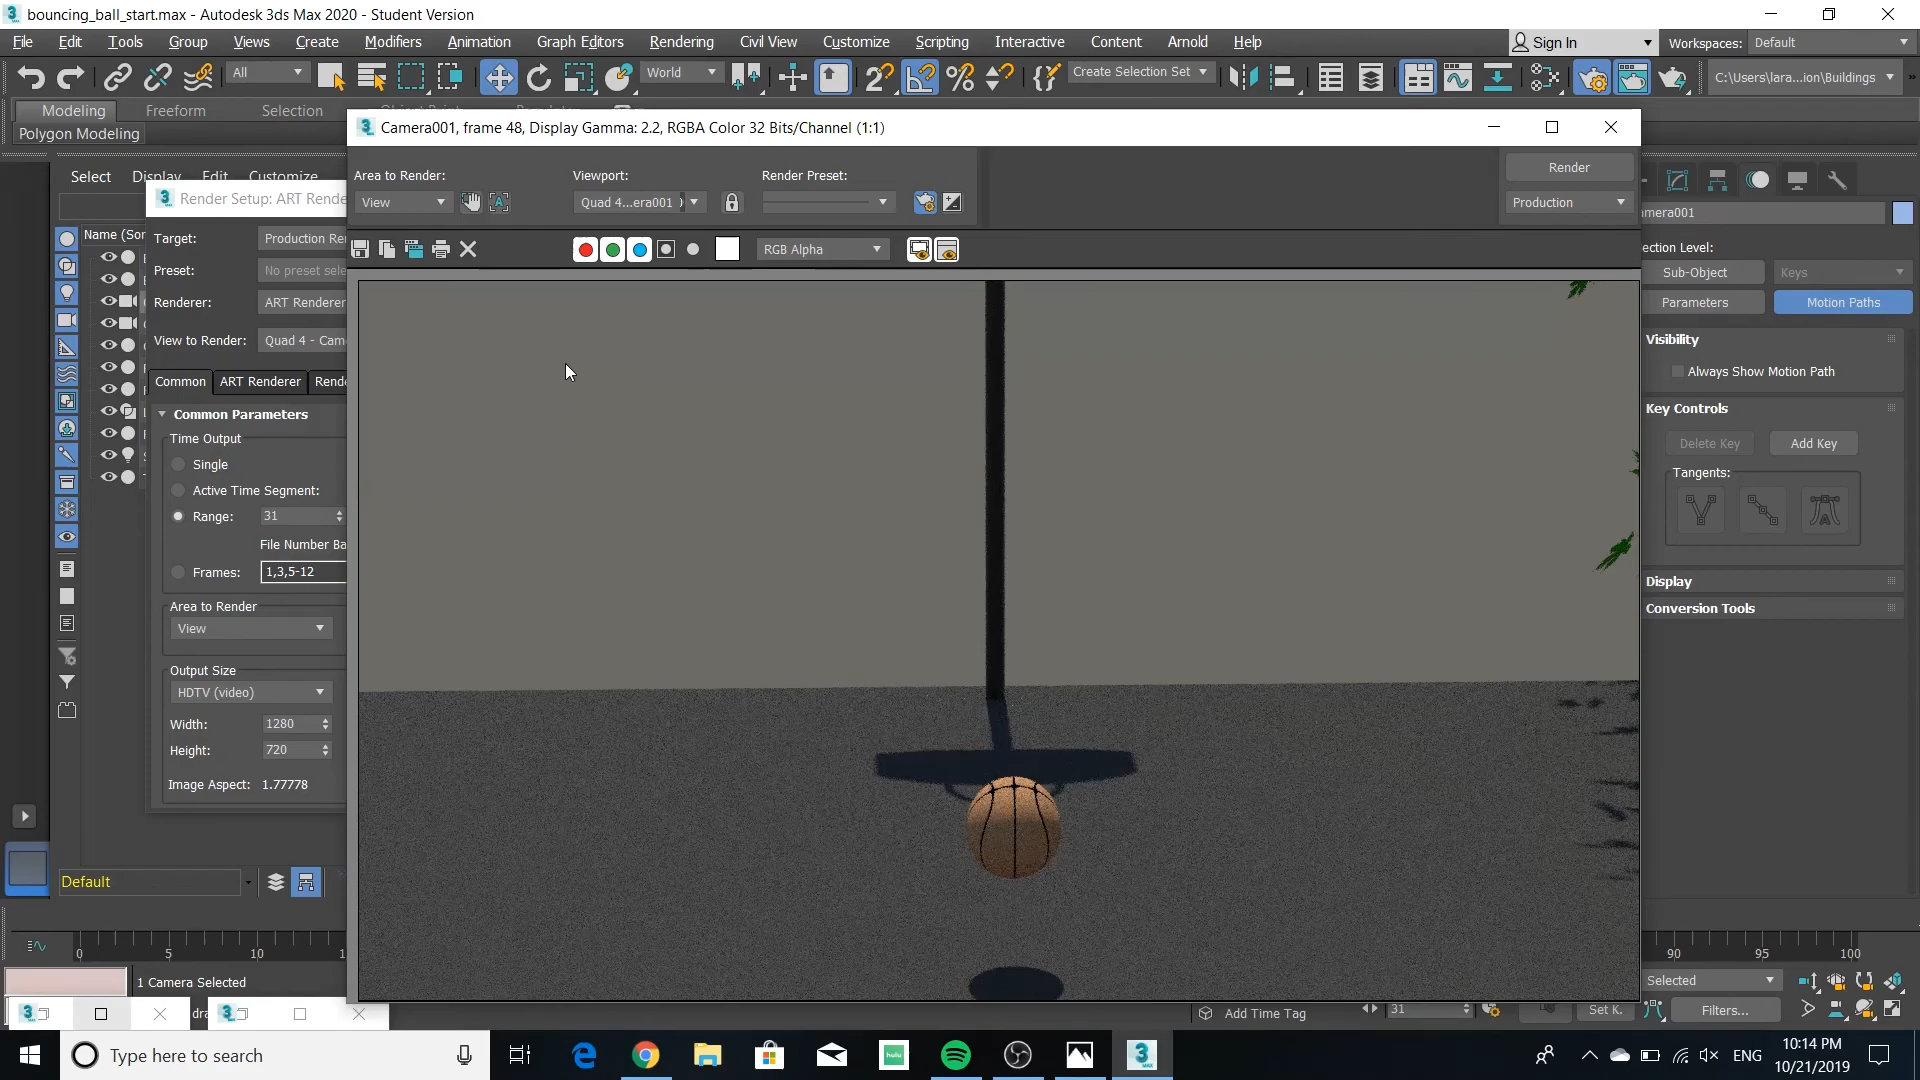 bouncing_ball_start.max - Autodesk 3ds Max 2020 - Student Version
File Edit Tools Group Views Create Modifiers Animation Graph Editors Rendering Civil View Customize Scripting Interactive Content Arnold Help
Sign In
Workspaces: Default
All
World
Create Selection Set
C:\Users\lara...ion\Buildings
Modeling Freeform Selection
Polygon Modeling
Camera001, frame 48, Display Gamma: 2.2, RGBA Color 32 Bits/Channel (1:1)
Select Display Edit Customize
Area to Render:
View
Viewport:
Quad 4...era001
Render Preset:
Render
Production
Render Setup: ART Rende
Name (Sor
Target: Production Re
Preset: No preset sele
Renderer: ART Renderer
View to Render: Quad 4 - Cam
Common ART Renderer Rende
RGB Alpha
Common Parameters
Time Output
Single
Active Time Segment:
Range: 31
File Number Ba
Frames: 1,3,5-12
Area to Render
View
Output Size
HDTV (video)
Width: 1280
Height: 720
Image Aspect: 1.77778
mera001
ection Level:
Sub-Object Keys
Parameters Motion Paths
Visibility
Always Show Motion Path
Key Controls
Delete Key Add Key
Tangents:
Display
Conversion Tools
Default
0 5 10 1
90 95 100
1 Camera Selected
dra
Add Time Tag
31
Selected
Set K.
Filters...
Type here to search
hulu
ENG
10:14 PM
10/21/2019